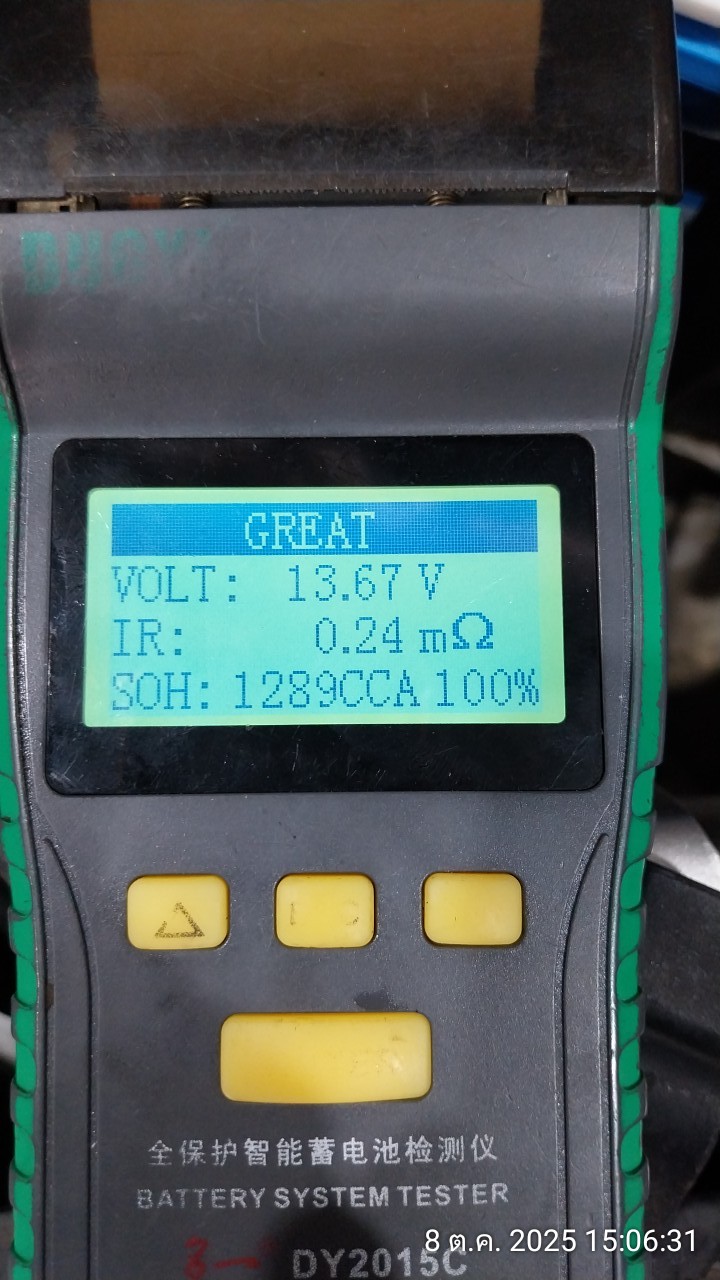 GREAT
VOLT: 13.67 V
IR: 0.24 mΩ
SOH: 1289CCA 100%
全保护智能蓄电池检测仪
BATTERY SYSTEM TESTER
DY2015C
8 ต.ค. 2025 15:06:31